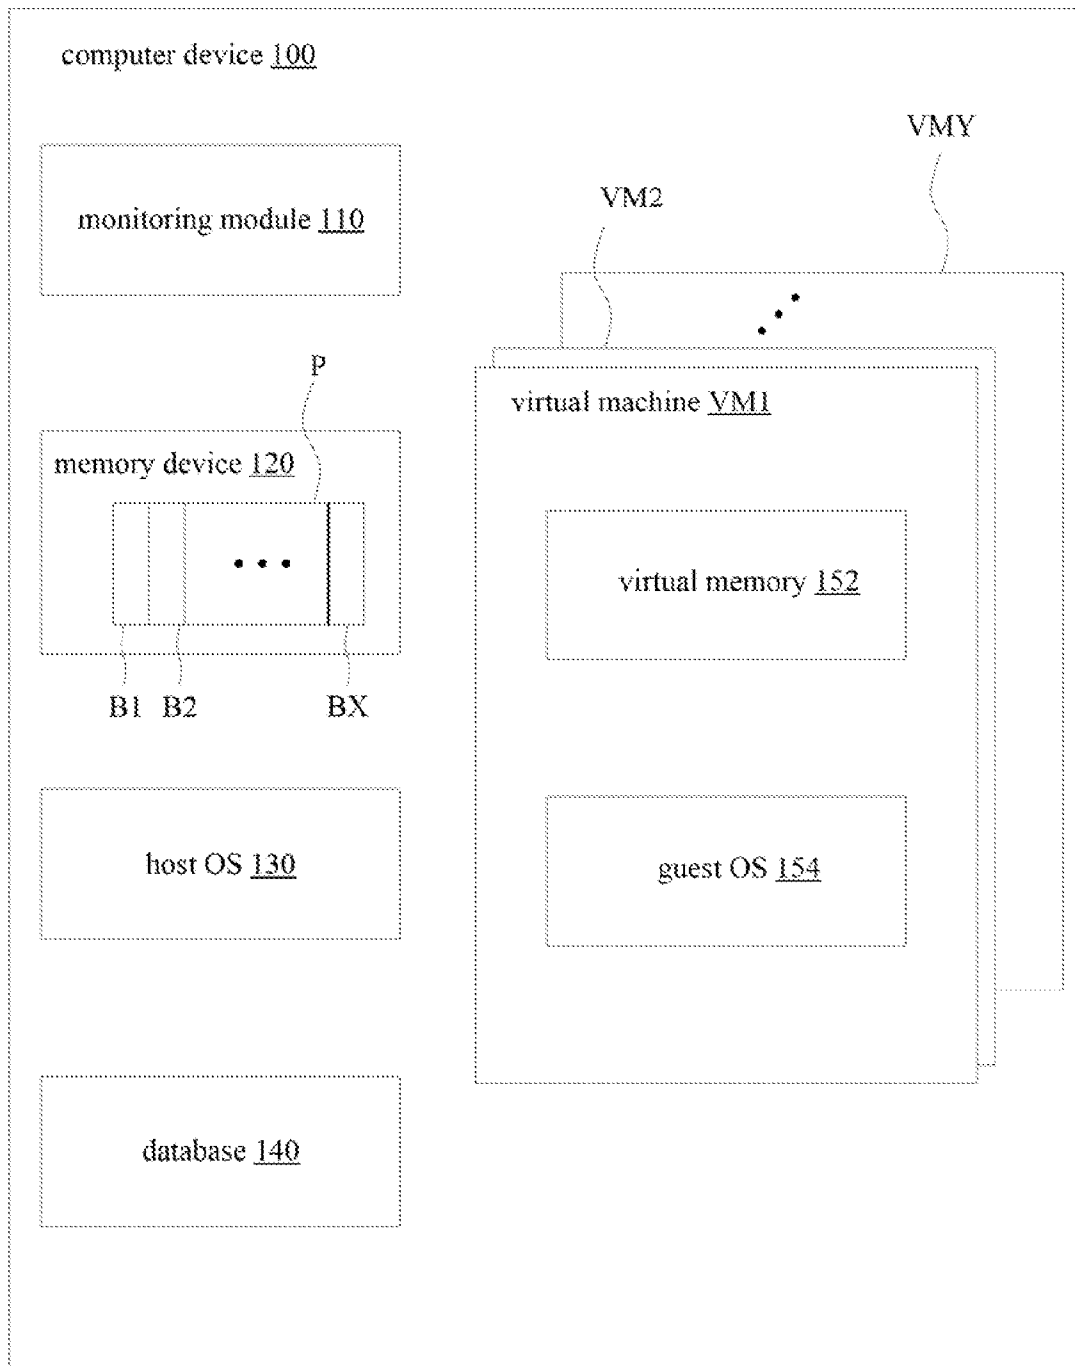 computer device 100
VMY
monitoring module 110
VM2
P
virtual machine VM1
memory device 120
virtual memory 152
B1 B2 BX
host OS 130
guest OS 154
database 140